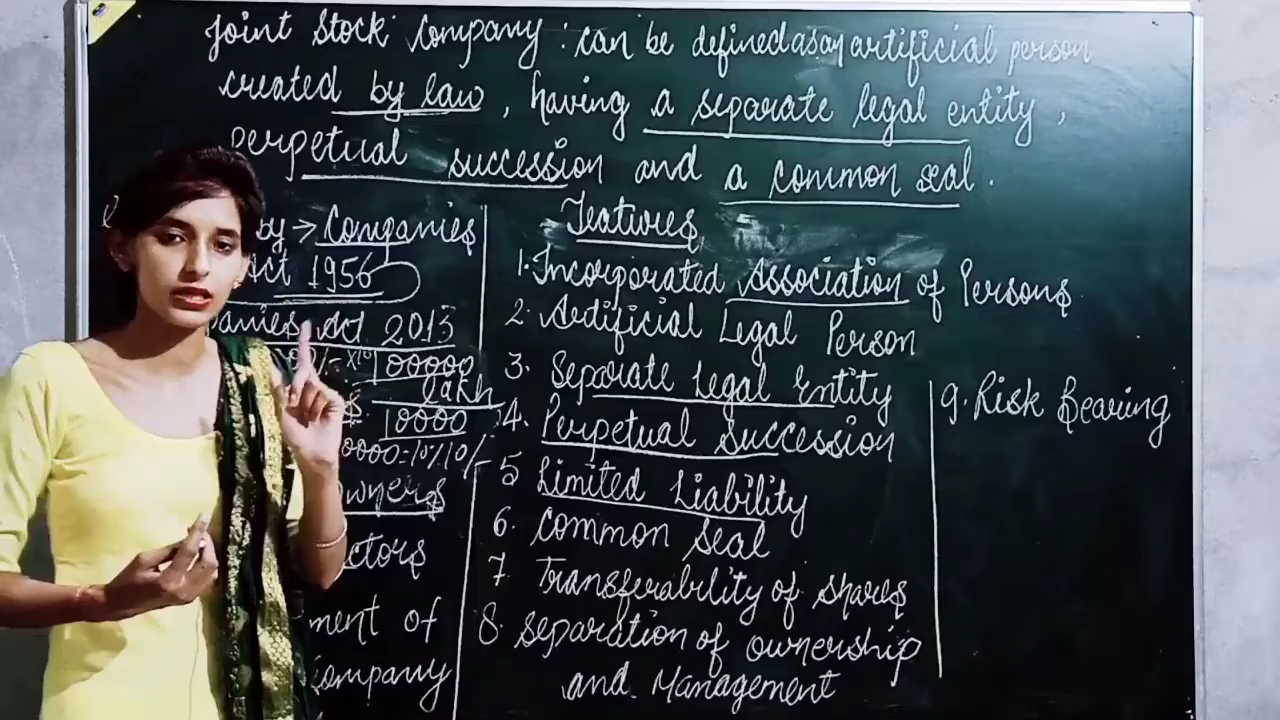 Joint Stock Company : can be defined as an artificial person
created by law , having a separate legal entity ,
perpetual succession and a common seal .
by → Companies
Act 1956
Act 2013
100000
lakh
10000
owners
ment of
company
Features
1. Incorporated Association of Persons
2. Artificial Legal Person
3. Separate Legal Entity
4. Perpetual Succession
5 Limited Liability
6. Common Seal
7. Transferability of shares
8. Separation of ownership
and Management
9. Risk Bearing